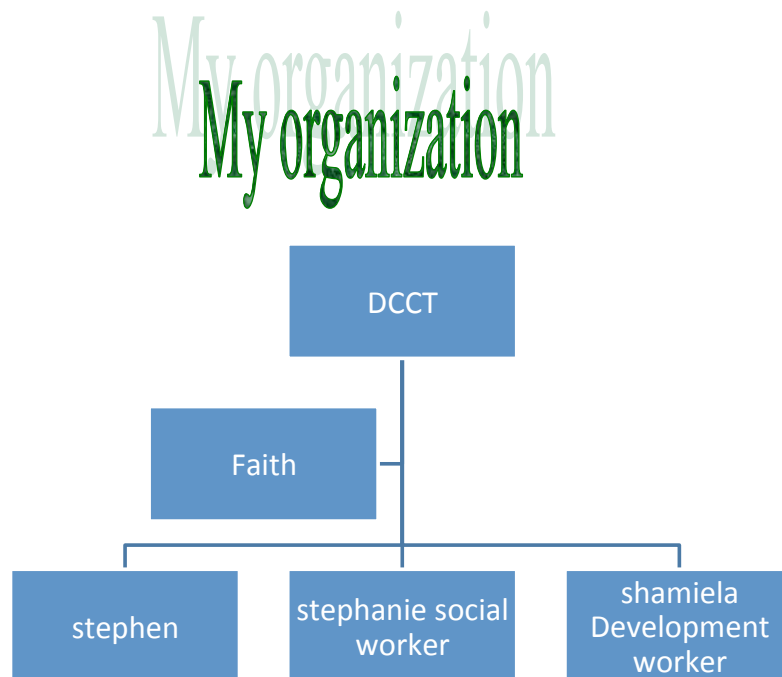 My organization
DCCT
Faith
stephen
stephanie social
worker
shamiela
Development
worker